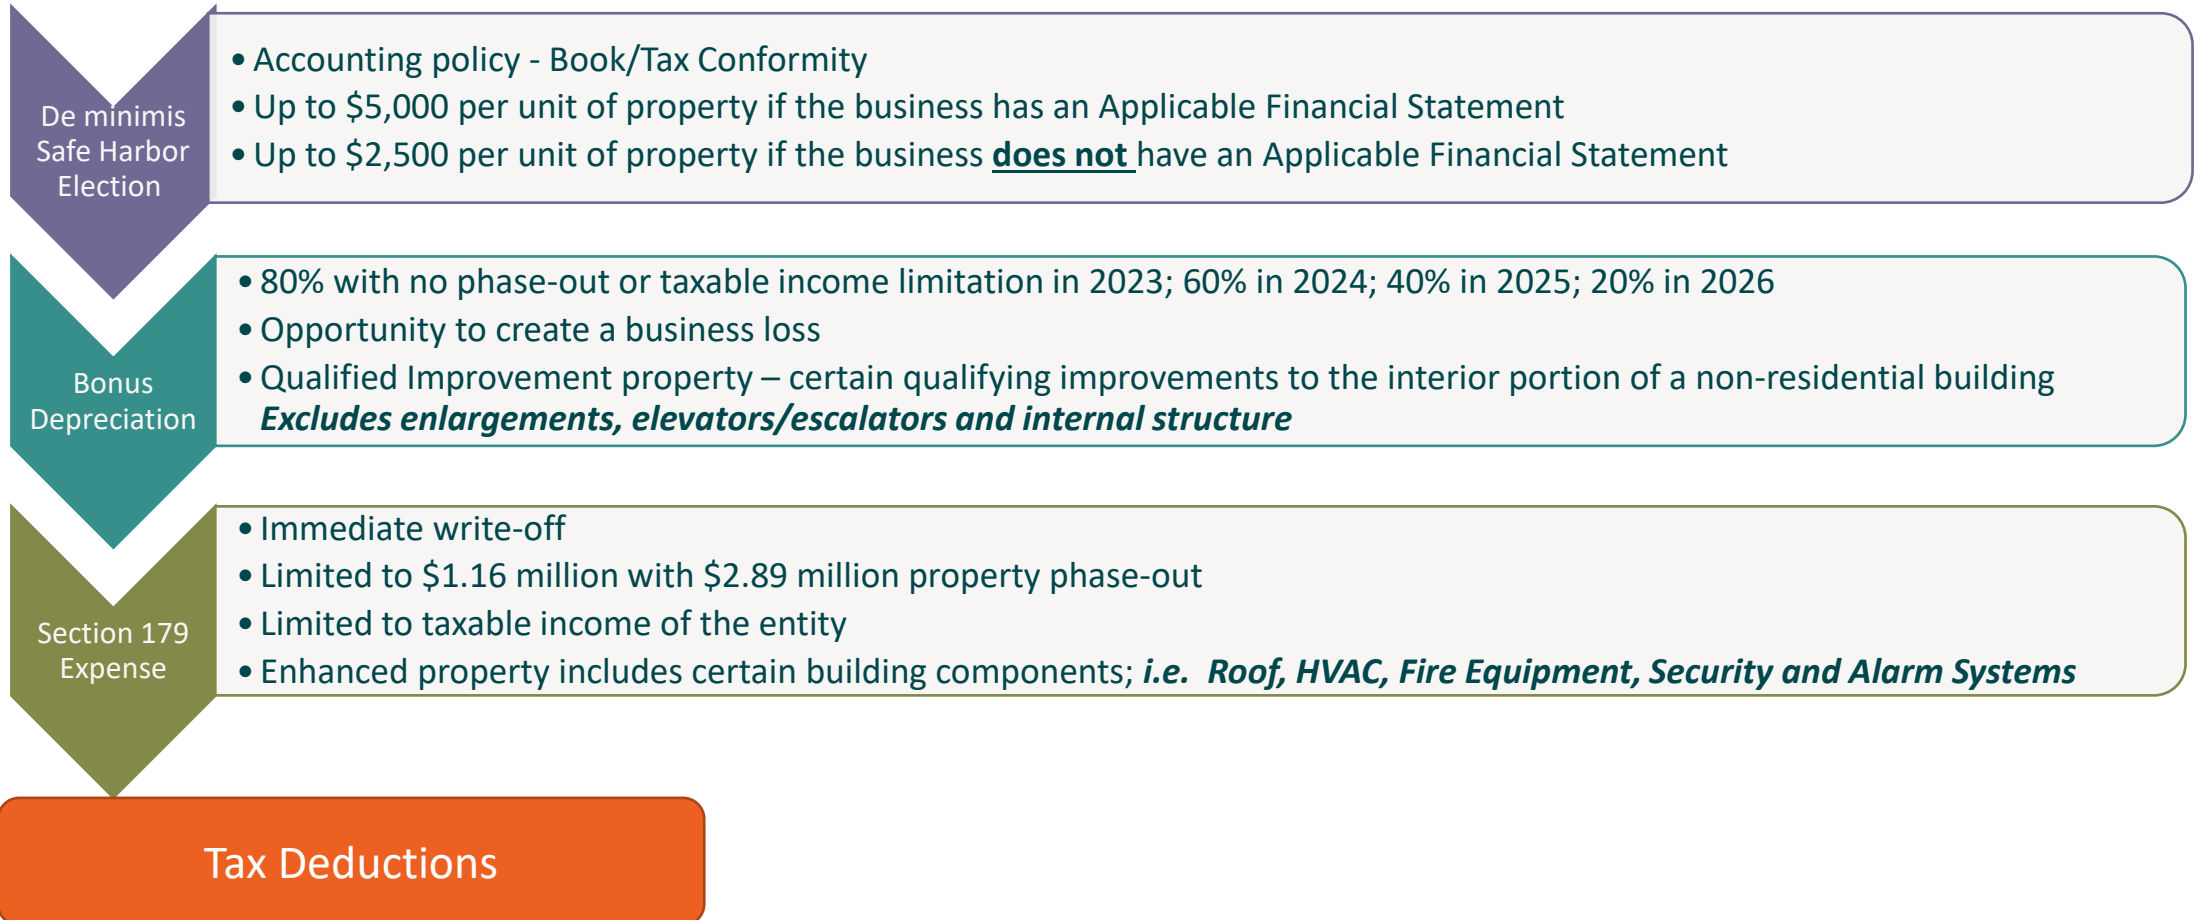 De minimis
Safe Harbor
Election
• Accounting policy - Book/Tax Conformity
• Up to $5,000 per unit of property if the business has an Applicable Financial Statement
• Up to $2,500 per unit of property if the business does not have an Applicable Financial Statement
Bonus
Depreciation
• 80% with no phase-out or taxable income limitation in 2023; 60% in 2024; 40% in 2025; 20% in 2026
• Opportunity to create a business loss
• Qualified Improvement property – certain qualifying improvements to the interior portion of a non-residential building
Excludes enlargements, elevators/escalators and internal structure
Section 179
Expense
• Immediate write-off
• Limited to $1.16 million with $2.89 million property phase-out
• Limited to taxable income of the entity
• Enhanced property includes certain building components; i.e. Roof, HVAC, Fire Equipment, Security and Alarm Systems
Tax Deductions